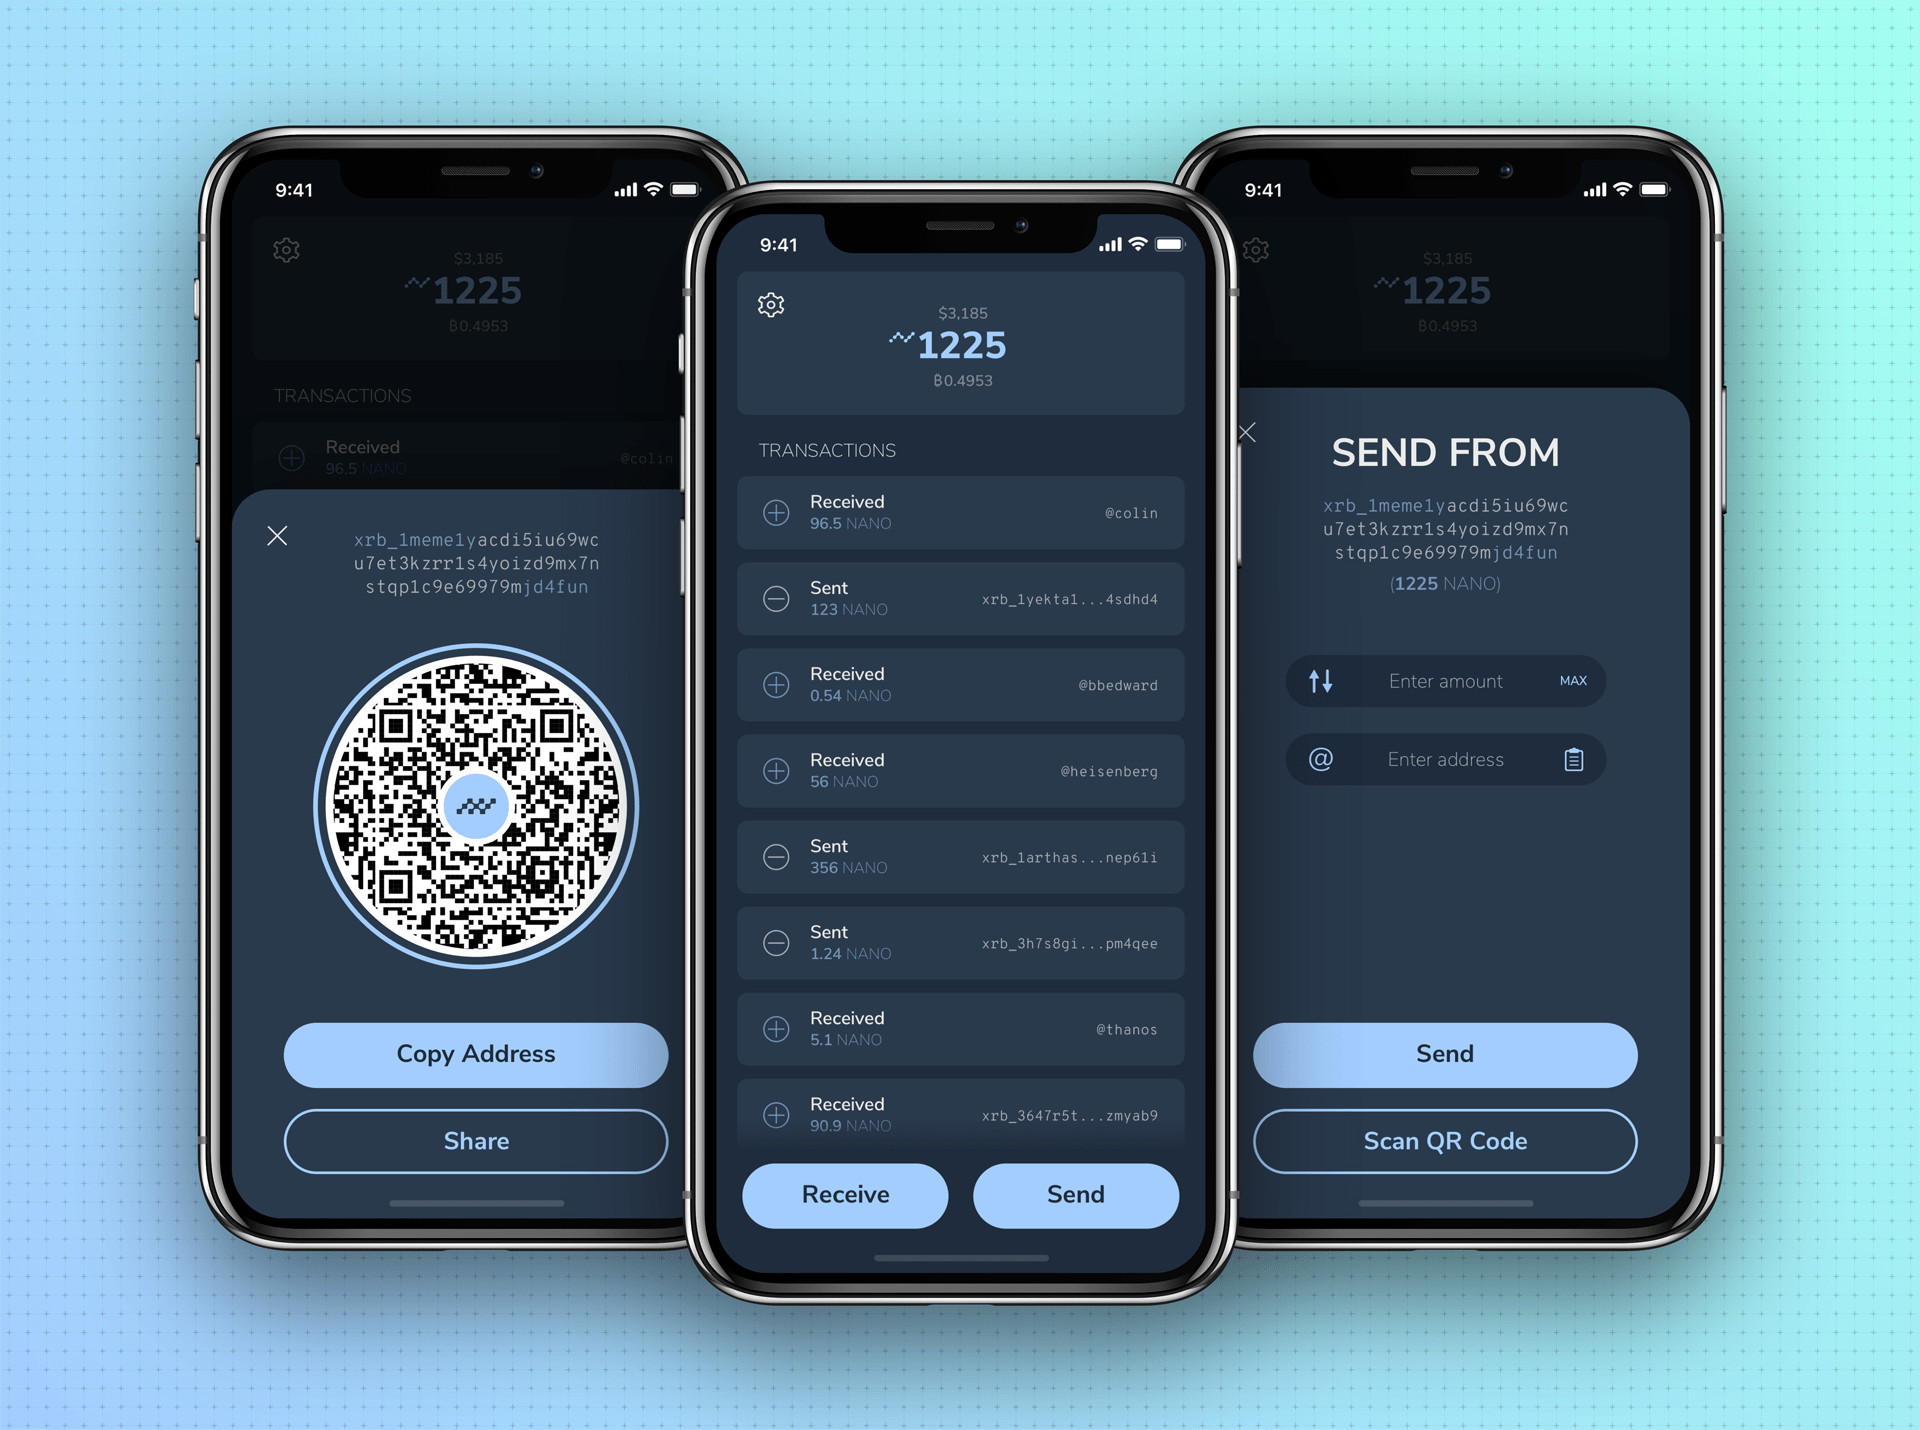 9:41
$3,185
1225
₿0.4953
TRANSACTIONS
Received
96.5 NANO
@colin
xrb_1meme1yacdi5iu69wc
u7et3kzrr1s4yoizd9mx7n
stqp1c9e69979mjd4fun
Copy Address
Share
9:41
$3,185
1225
₿0.4953
TRANSACTIONS
Received
96.5 NANO
@colin
Sent
123 NANO
xrb_1yekta1...4sdhd4
Received
0.54 NANO
@bbedward
Received
56 NANO
@heisenberg
Sent
356 NANO
xrb_1arthas...nep61i
Sent
1.24 NANO
xrb_3h7s8gi...pm4qee
Received
5.1 NANO
@thanos
Received
90.9 NANO
xrb_3647r5t...zmyab9
Receive
Send
9:41
$3,185
1225
₿0.4953
SEND FROM
xrb_1meme1yacdi5iu69wc
u7et3kzrr1s4yoizd9mx7n
stqp1c9e69979mjd4fun
(1225 NANO)
Enter amount
MAX
@
Enter address
Send
Scan QR Code